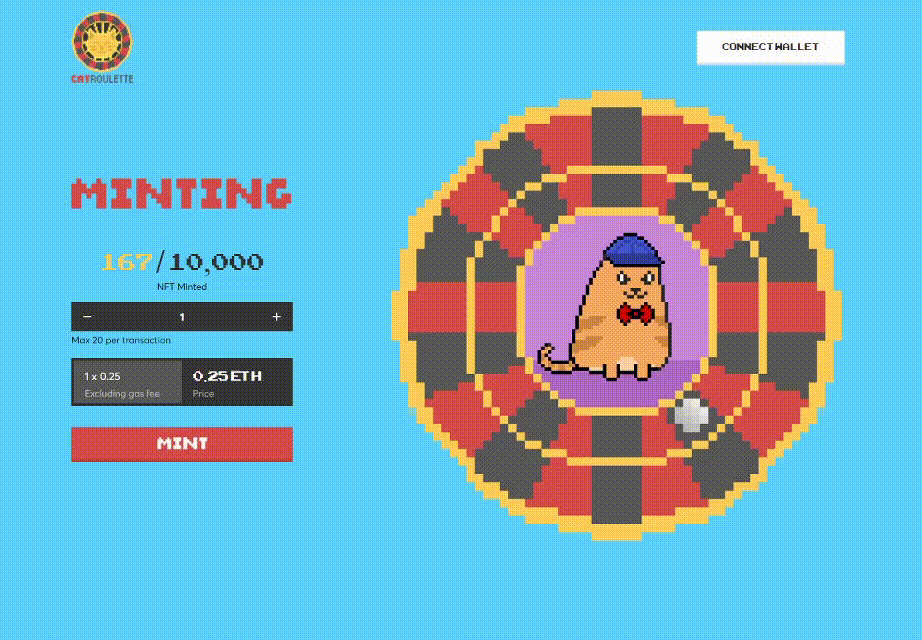 CATROULETTE
CONNECT WALLET
MINTING
167/10,000
NFT Minted
− 1 +
Max 20 per transaction
1 x 0.25
Excluding gas fee
0.25 ETH
Price
MINT